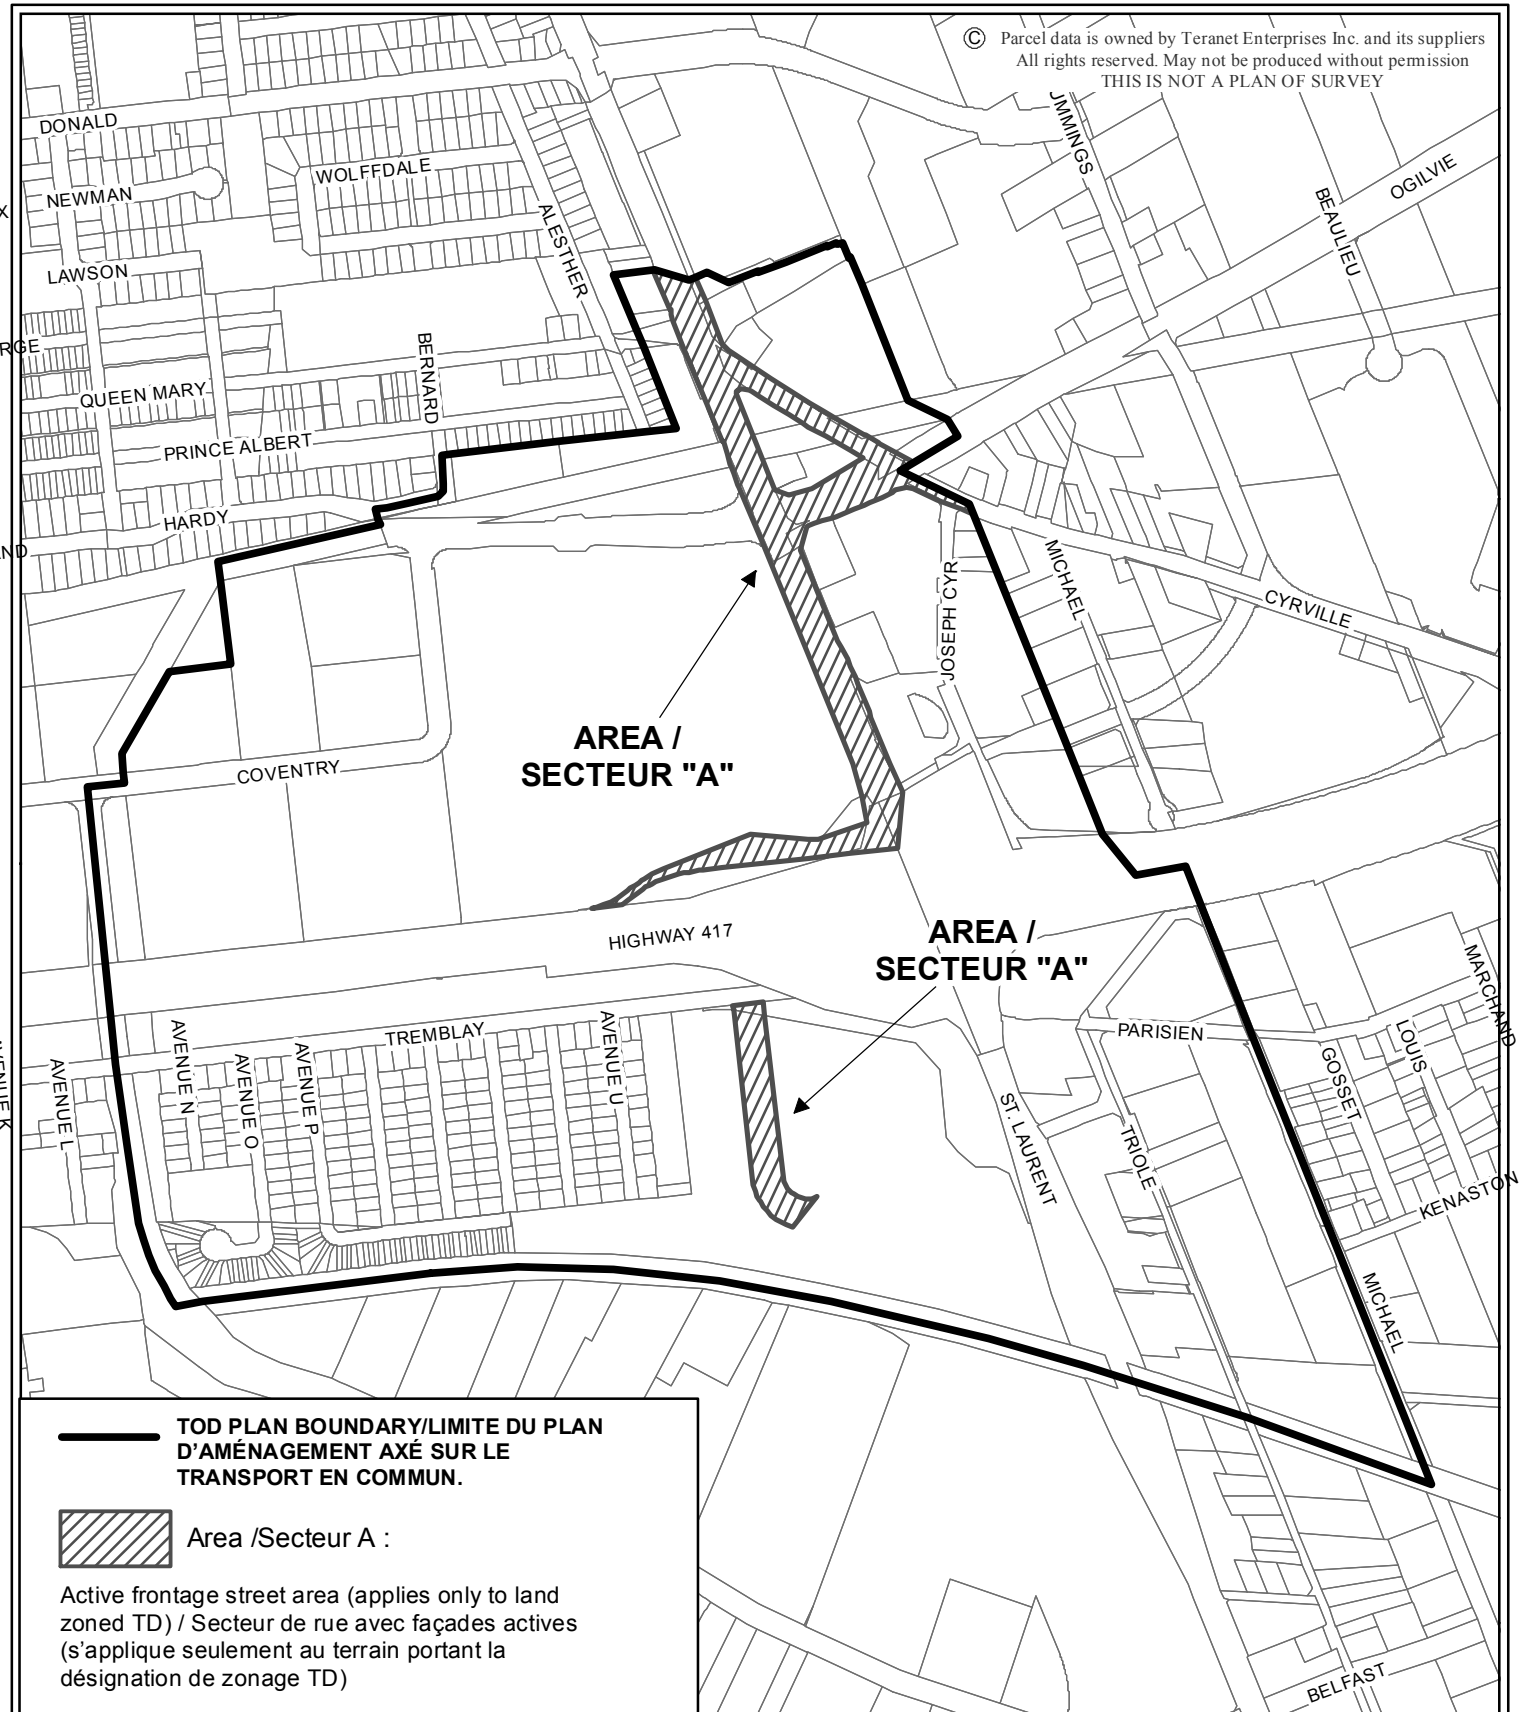 © Parcel data is owned by Teranet Enterprises Inc. and its suppliers
All rights reserved. May not be produced without permission
THIS IS NOT A PLAN OF SURVEY
DONALD
WOLFFDALE
NEWMAN
LAWSON
ALESTHER
UMMINGS
OGILVIE
BEAULIEU
RGE
BERNARD
QUEEN MARY
PRINCE ALBERT
HARDY
ND
X
COVENTRY
JOSEPH CYR
MICHAEL
CYRVILLE
AREA /
SECTEUR "A"
HIGHWAY 417
AREA /
SECTEUR "A"
MARCHAND
AVENUE K
AVENUE L
AVENUE N
AVENUE O
AVENUE P
TREMBLAY
AVENUE U
PARISIEN
LOUIS
GOSSET
ST. LAURENT
TRIOLE
KENASTON
MICHAEL
BELFAST
TOD PLAN BOUNDARY/LIMITE DU PLAN
D'AMÉNAGEMENT AXÉ SUR LE
TRANSPORT EN COMMUN.
Area /Secteur A :
Active frontage street area (applies only to land
zoned TD) / Secteur de rue avec façades actives
(s'applique seulement au terrain portant la
désignation de zonage TD)